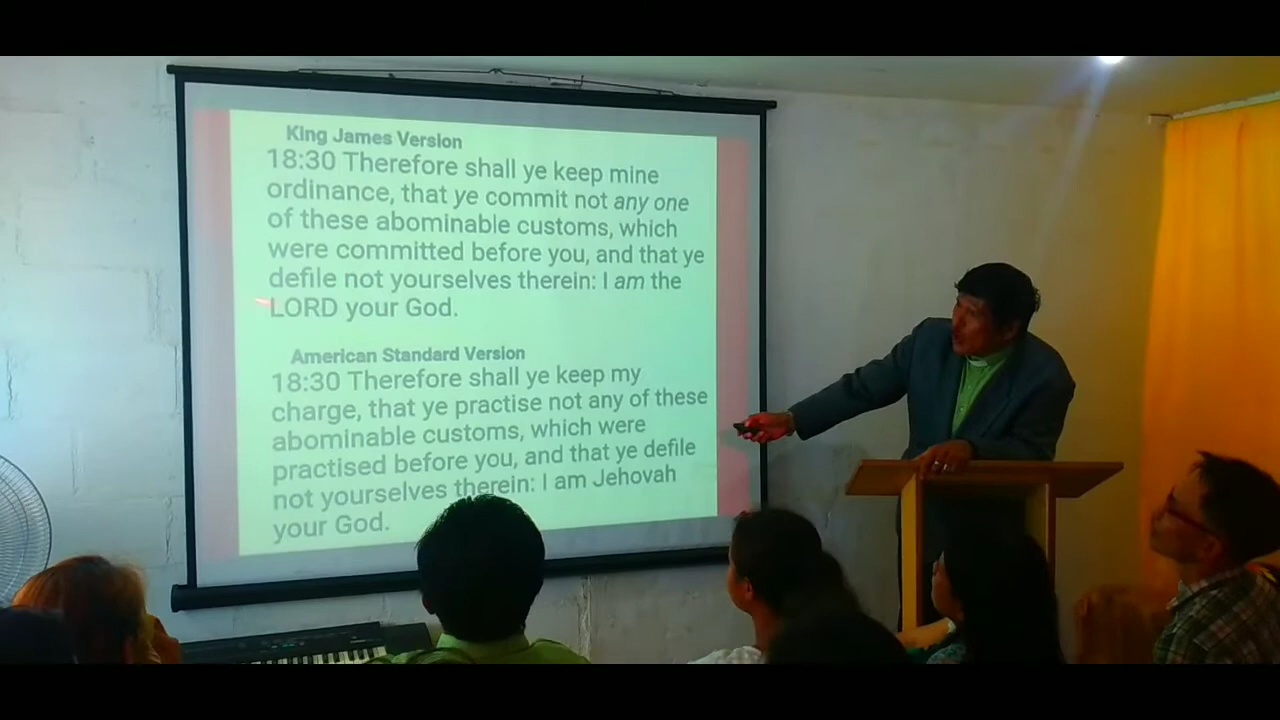 King James Version
18:30 Therefore shall ye keep mine
ordinance, that ye commit not any one
of these abominable customs, which
were committed before you, and that ye
defile not yourselves therein: I am the
LORD your God.
American Standard Version
18:30 Therefore shall ye keep my
charge, that ye practise not any of these
abominable customs, which were
practised before you, and that ye defile
not yourselves therein: I am Jehovah
your God.